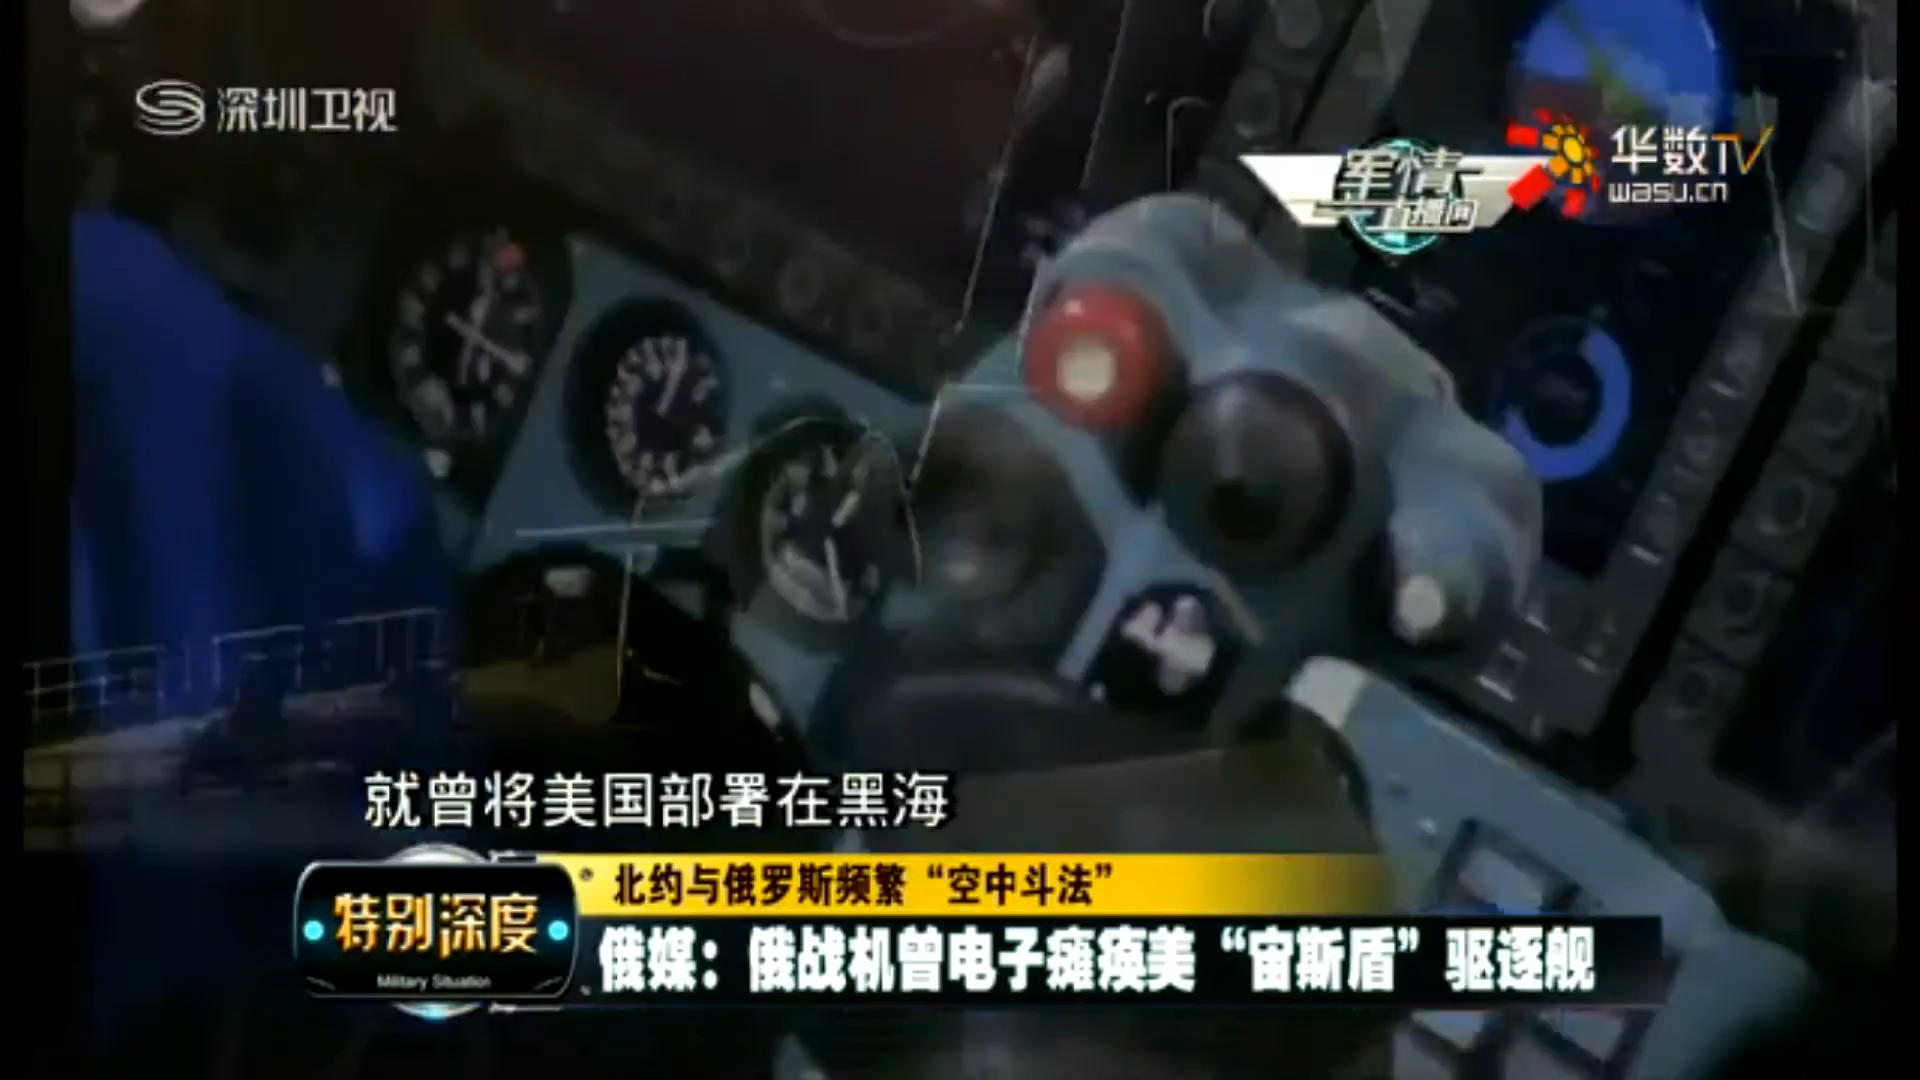 深圳卫视
军情
直播间
华数TV
wasu.cn
就曾将美国部署在黑海
北约与俄罗斯频繁“空中斗法”
特别深度
Military Situation
俄媒：俄战机曾电子瘫痪美“宙斯盾”驱逐舰